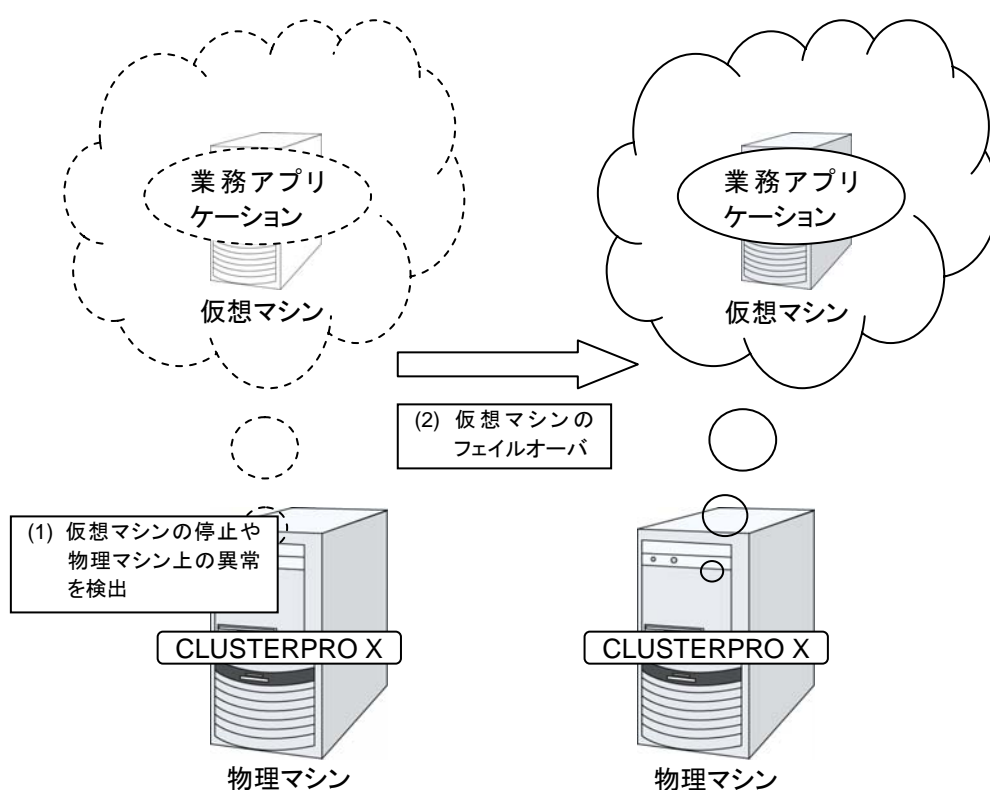 業務アプリ
ケーション
仮想マシン
業務アプリ
ケーション
仮想マシン
(2) 仮想マシンの
フェイルオーバ
(1) 仮想マシンの停止や
物理マシン上の異常
を検出
CLUSTERPRO X
CLUSTERPRO X
物理マシン
物理マシン